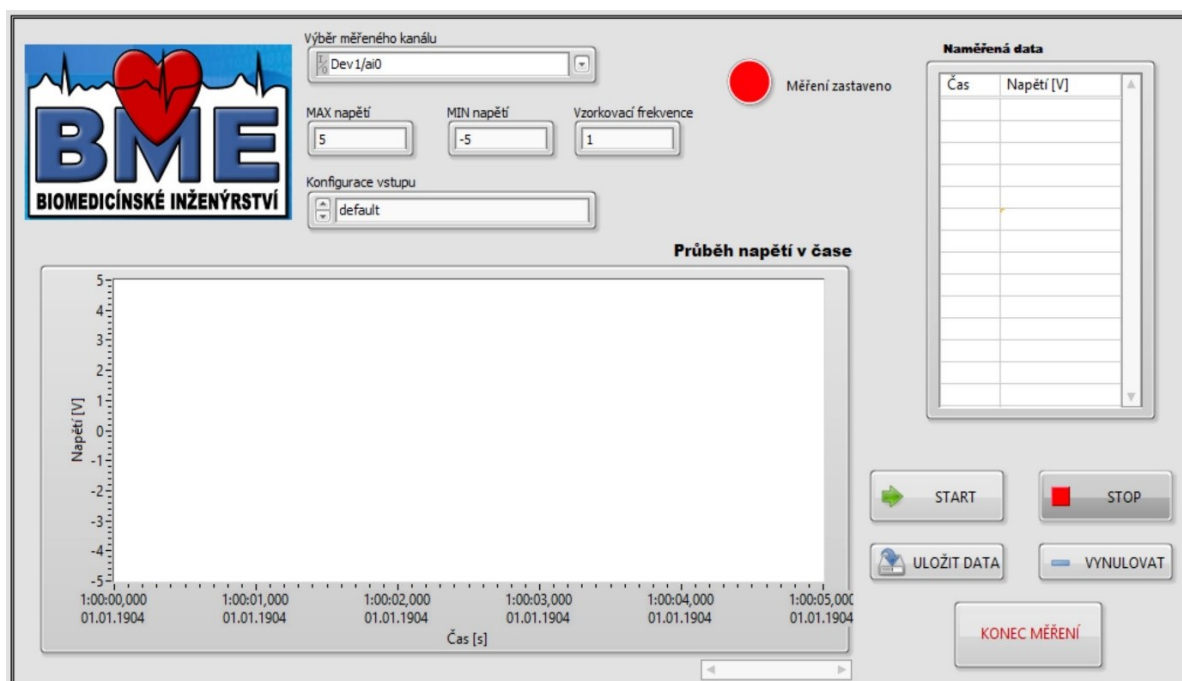 BME
BIOMEDICÍNSKÉ INŽENÝRSTVÍ
Výběr měřeného kanálu
I/O Dev1/ai0
MAX napětí
MIN napětí
Vzorkovací frekvence
5
-5
1
Konfigurace vstupu
default
Měření zastaveno
Naměřená data
Čas Napětí [V]
Průběh napětí v čase
Napětí [V]
5
4
3
2
1
0
-1
-2
-3
-4
-5
1:00:00,000 1:00:01,000 1:00:02,000 1:00:03,000 1:00:04,000 1:00:05,000
01.01.1904 01.01.1904 01.01.1904 01.01.1904 01.01.1904 01.01.1904
Čas [s]
START
STOP
ULOŽIT DATA
VYNULOVAT
KONEC MĚŘENÍ